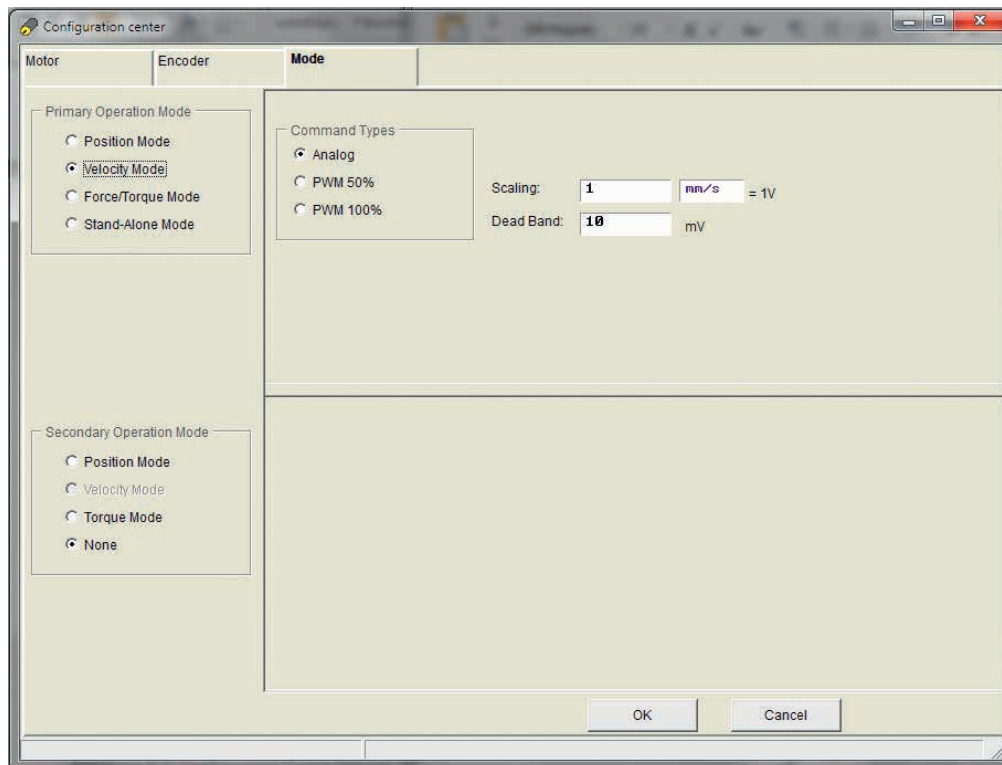 Configuration center
Motor
Encoder
Mode
Primary Operation Mode
Position Mode
Velocity Mode
Force/Torque Mode
Stand-Alone Mode
Command Types
Analog
PWM 50%
PWM 100%
Scaling: 1 mm/s = 1V
Dead Band: 10 mV
Secondary Operation Mode
Position Mode
Velocity Mode
Torque Mode
None
OK Cancel